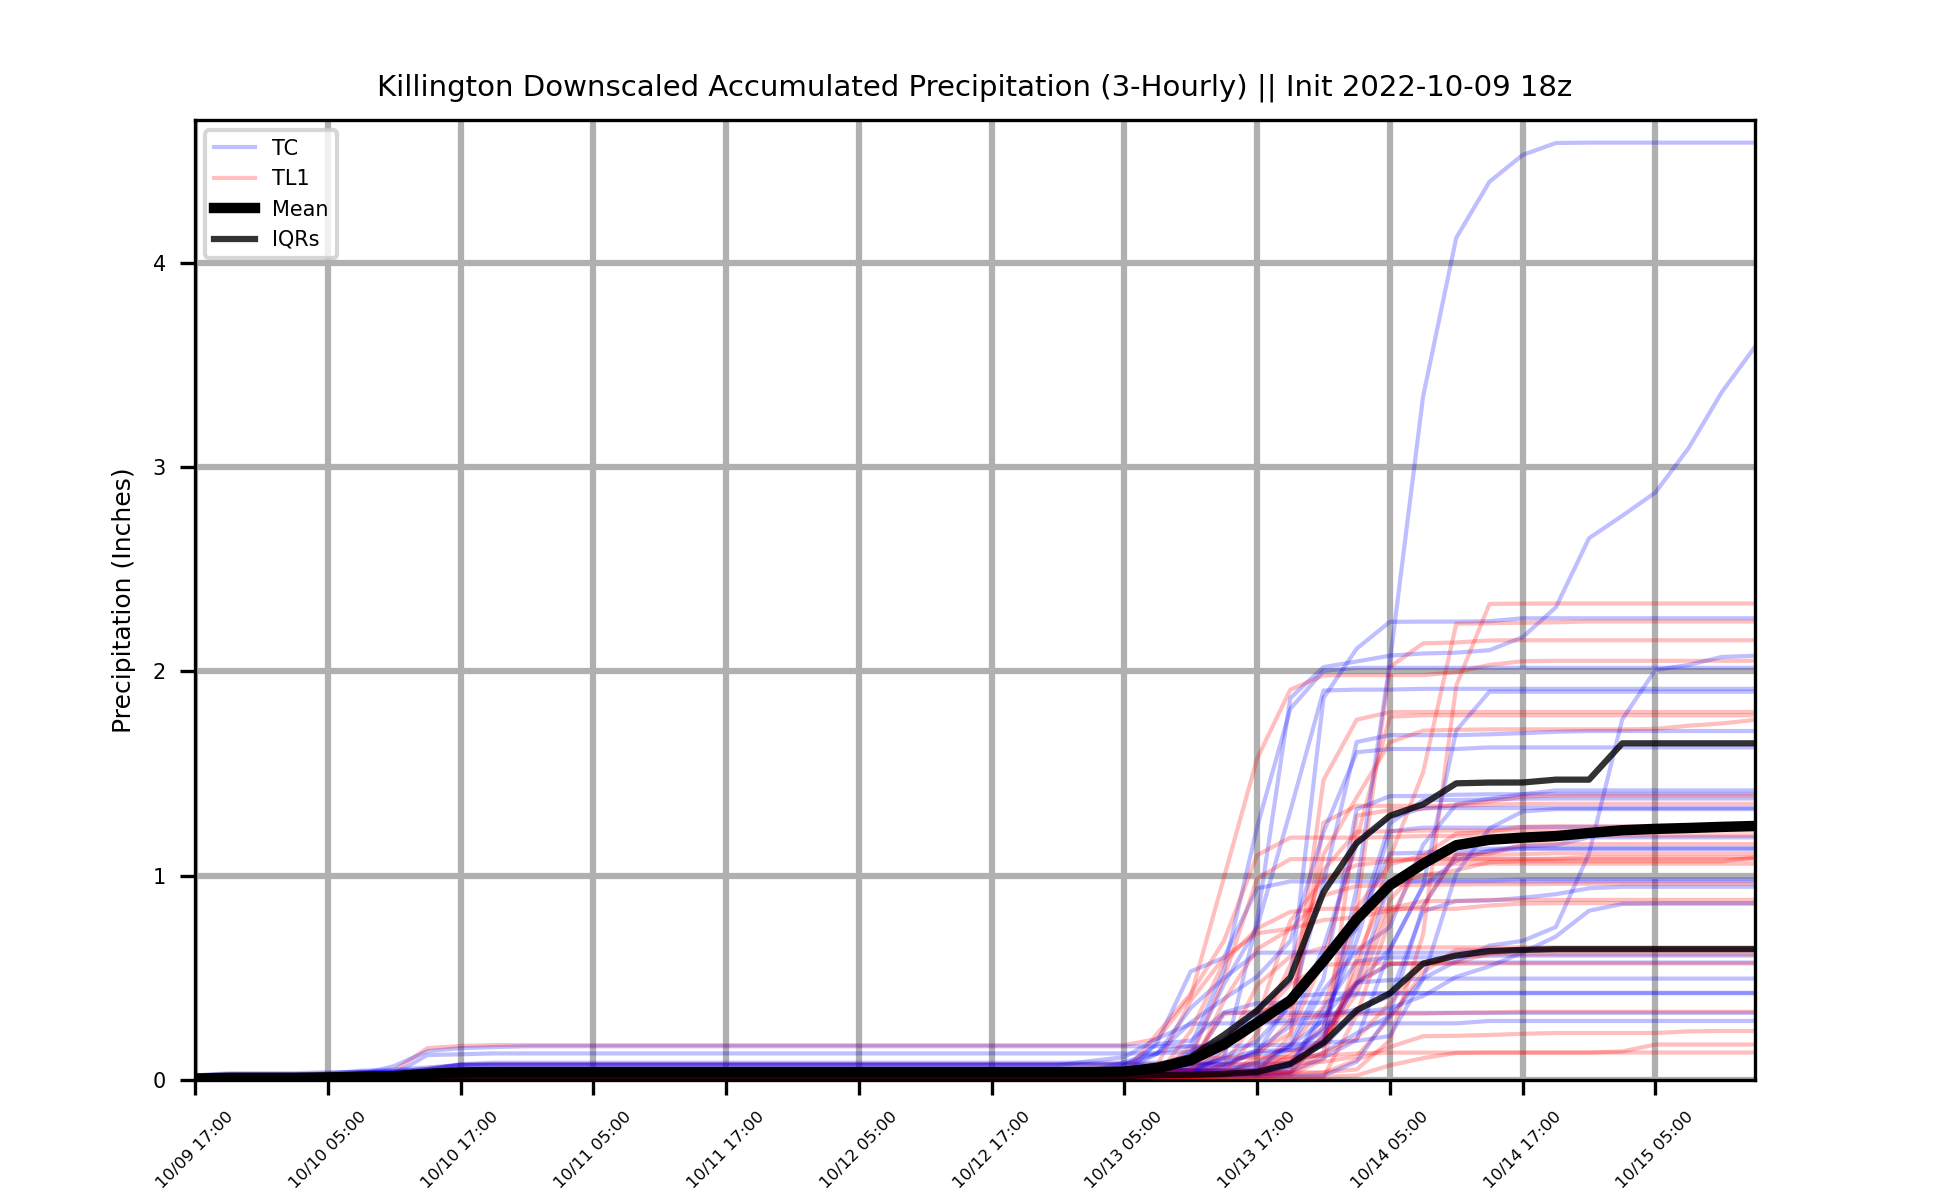 Killington Downscaled Accumulated Precipitation (3-Hourly) || Init 2022-10-09 18z
TC
TL1
Mean
IQRs
Precipitation (Inches)
4
3
2
1
0
10/09 17:00
10/10 05:00
10/10 17:00
10/11 05:00
10/11 17:00
10/12 05:00
10/12 17:00
10/13 05:00
10/13 17:00
10/14 05:00
10/14 17:00
10/15 05:00